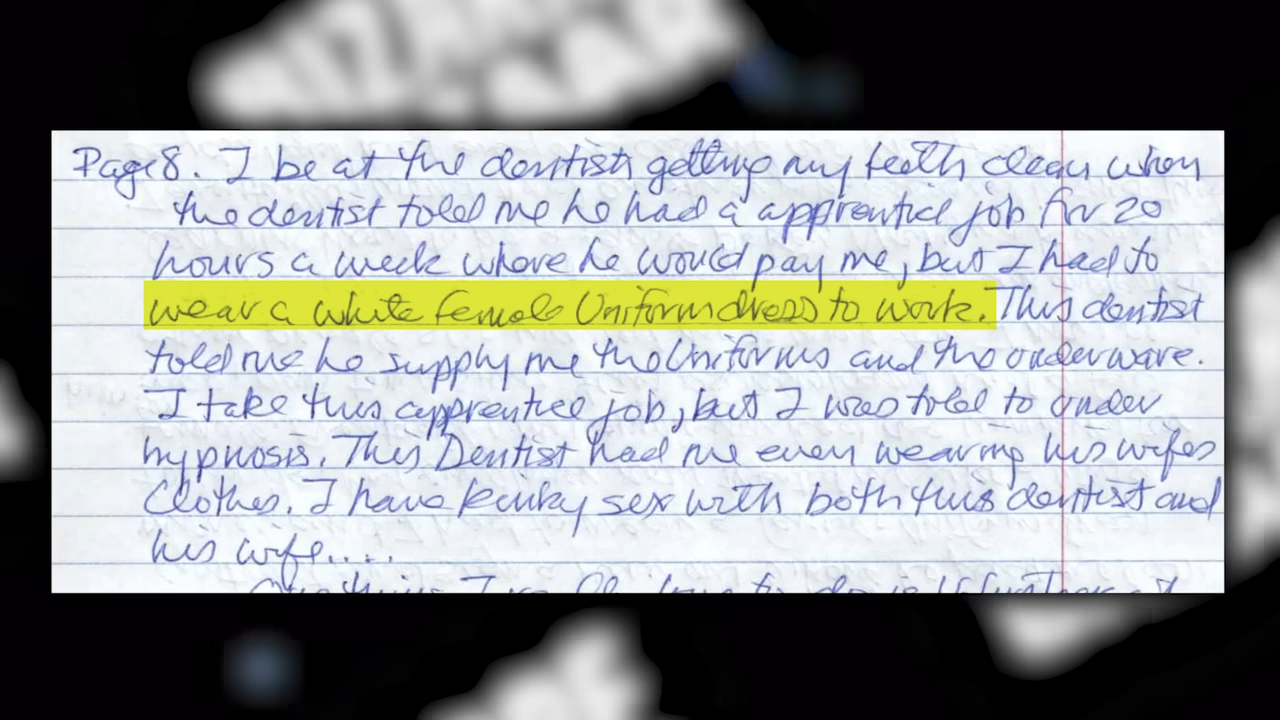 Page 8. I be at the dentist getting my teeth clean when
the dentist told me he had a apprentice job for 20
hours a week where he would pay me, but I had to
wear a white female Uniform dress to work. This dentist
told me he supply me the Uniforms and the underware.
I take this apprentice job, but I was told to under
hypnosis. This Dentist had me even wearing his wifes
Clothes. I have kinky sex with both this dentist and
his wife.....